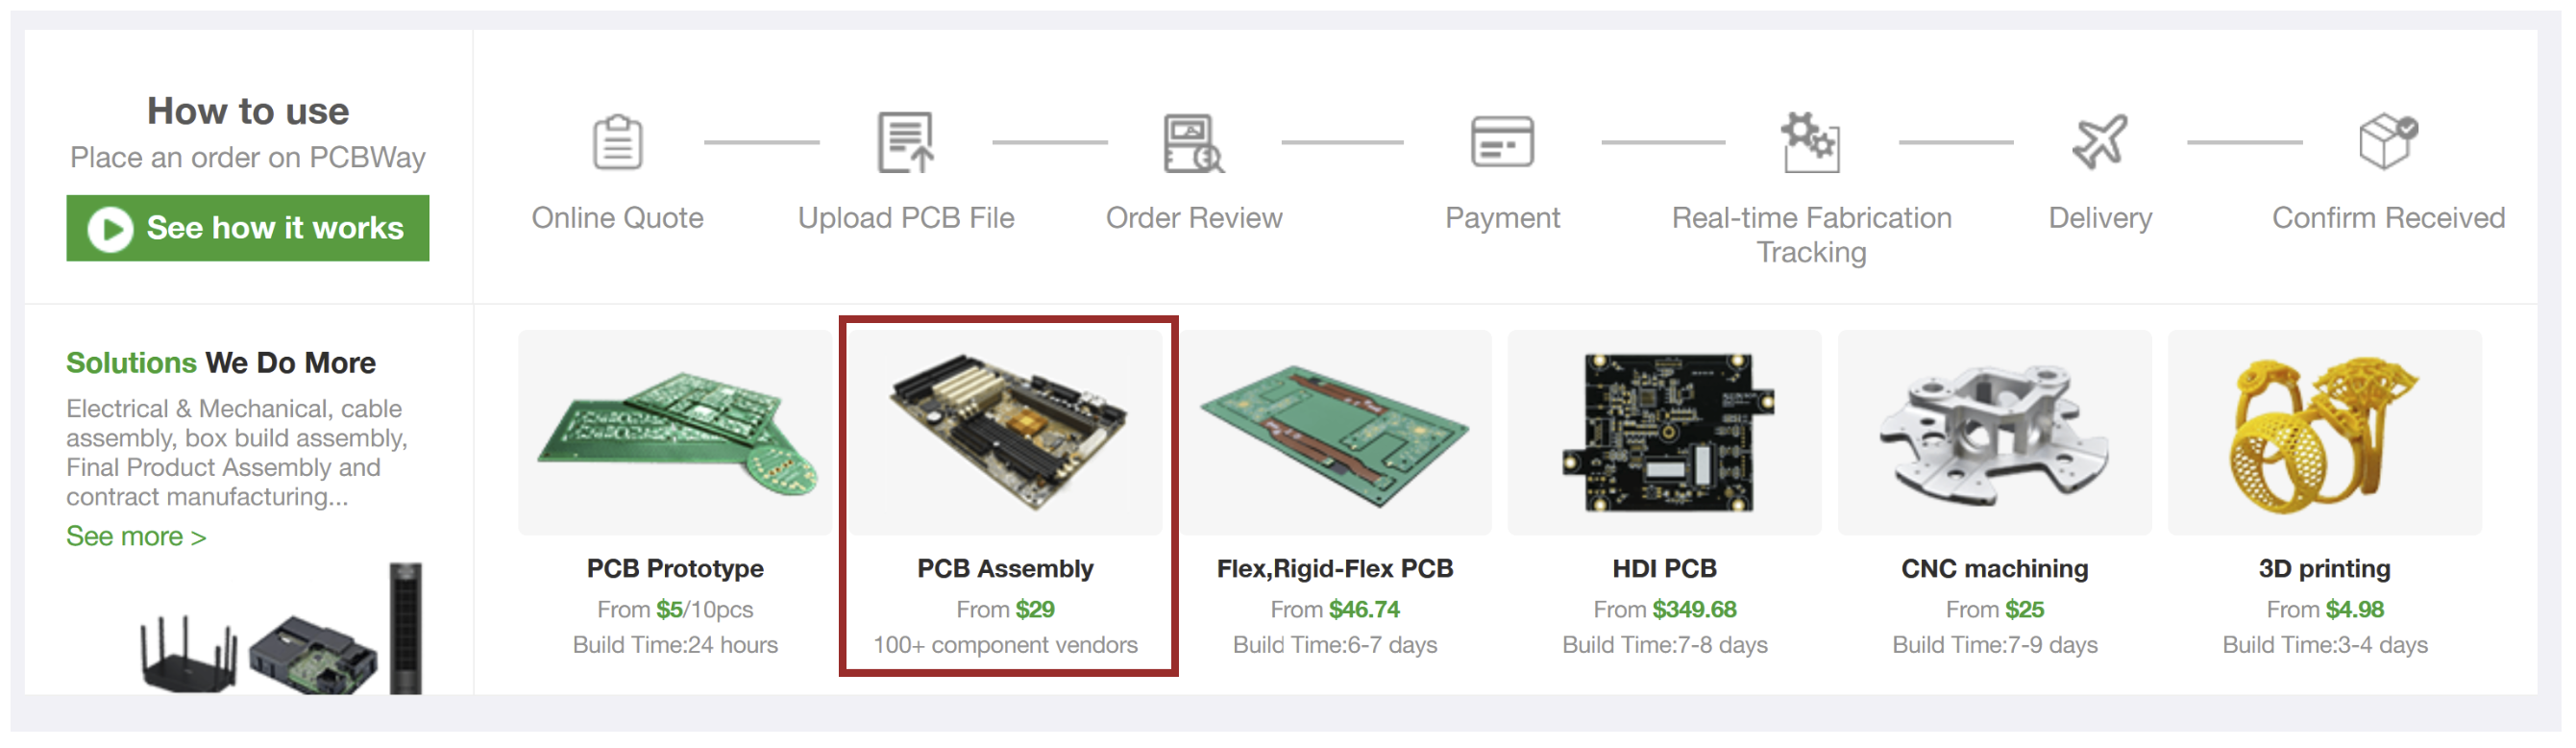 How to use
Place an order on PCBWay
See how it works
Online Quote
Upload PCB File
Order Review
Payment
Real-time Fabrication
Tracking
Delivery
Confirm Received
Solutions We Do More
Electrical & Mechanical, cable
assembly, box build assembly,
Final Product Assembly and
contract manufacturing...
See more >
PCB Prototype
From $5/10pcs
Build Time:24 hours
PCB Assembly
From $29
100+ component vendors
Flex,Rigid-Flex PCB
From $46.74
Build Time:6-7 days
HDI PCB
From $349.68
Build Time:7-8 days
CNC machining
From $25
Build Time:7-9 days
3D printing
From $4.98
Build Time:3-4 days